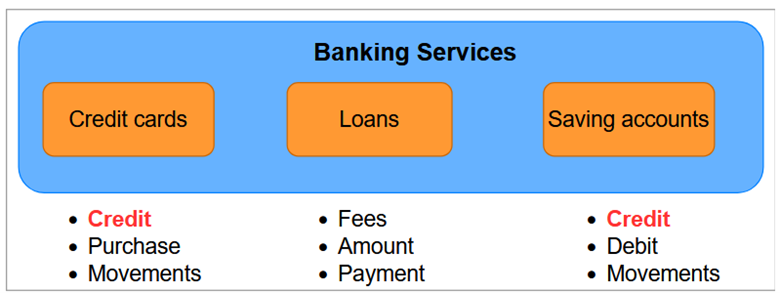 Banking Services
Credit cards
Loans
Saving accounts
• Credit
• Purchase
• Movements
• Fees
• Amount
• Payment
• Credit
• Debit
• Movements